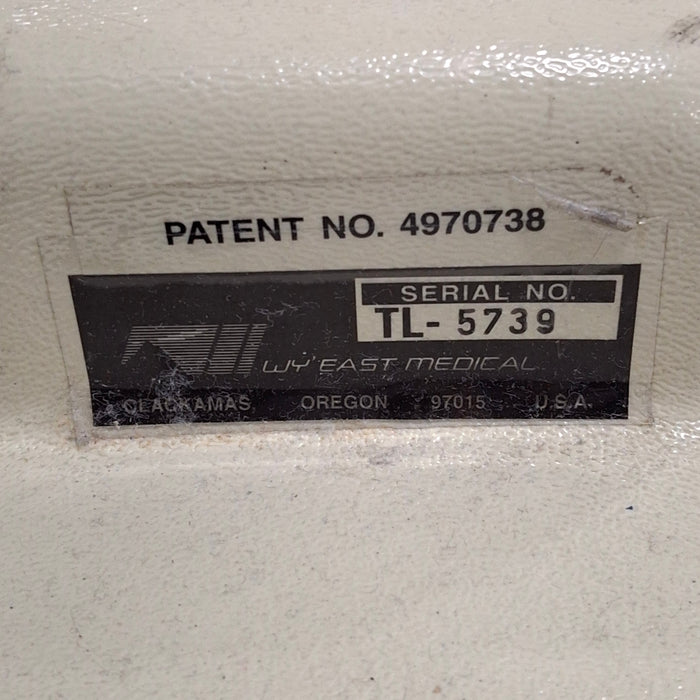 PATENT NO. 4970738
SERIAL NO.
TL- 5739
WY'EAST MEDICAL
CLACKAMAS, OREGON 97015 U.S.A.